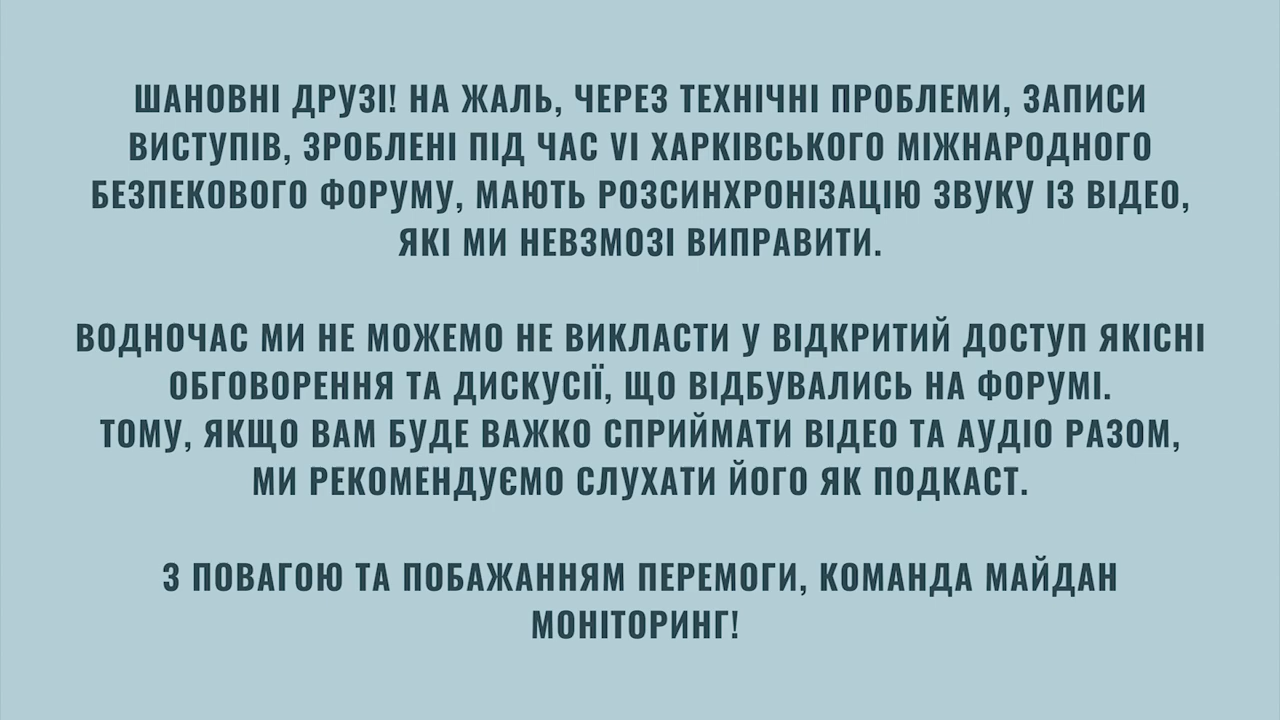 ШАНОВНІ ДРУЗІ! НА ЖАЛЬ, ЧЕРЕЗ ТЕХНІЧНІ ПРОБЛЕМИ, ЗАПИСИ
ВИСТУПІВ, ЗРОБЛЕНІ ПІД ЧАС VI ХАРКІВСЬКОГО МІЖНАРОДНОГО
БЕЗПЕКОВОГО ФОРУМУ, МАЮТЬ РОЗСИНХРОНІЗАЦІЮ ЗВУКУ ІЗ ВІДЕО,
ЯКІ МИ НЕВЗМОЗІ ВИПРАВИТИ.
ВОДНОЧАС МИ НЕ МОЖЕМО НЕ ВИКЛАСТИ У ВІДКРИТИЙ ДОСТУП ЯКІСНІ
ОБГОВОРЕННЯ ТА ДИСКУСІЇ, ЩО ВІДБУВАЛИСЬ НА ФОРУМІ.
ТОМУ, ЯКЩО ВАМ БУДЕ ВАЖКО СПРИЙМАТИ ВІДЕО ТА АУДІО РАЗОМ,
МИ РЕКОМЕНДУЄМО СЛУХАТИ ЙОГО ЯК ПОДКАСТ.
З ПОВАГОЮ ТА ПОБАЖАННЯМ ПЕРЕМОГИ, КОМАНДА МАЙДАН
МОНІТОРИНГ!